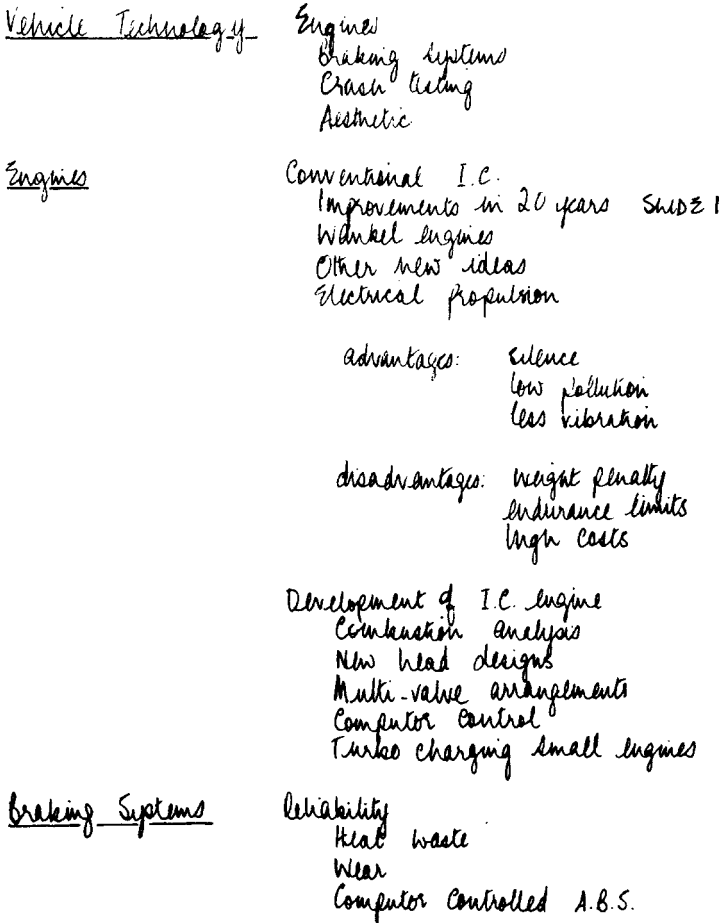 Vehicle Technology Engines
Braking Systems
Crash testing
Aesthetic
Engines Conventional I.C.
Improvements in 20 years SLIDE 1
Wankel engines
Other new ideas
Electrical propulsion
advantages: silence
low pollution
less vibration
disadvantages: weight penalty
endurance limits
high costs
Development of I.C. engine
Combustion analysis
New head designs
Multi-valve arrangements
Computor control
Turbo charging small engines
Braking Systems Reliability
Heat waste
Wear
Computor controlled A.B.S.